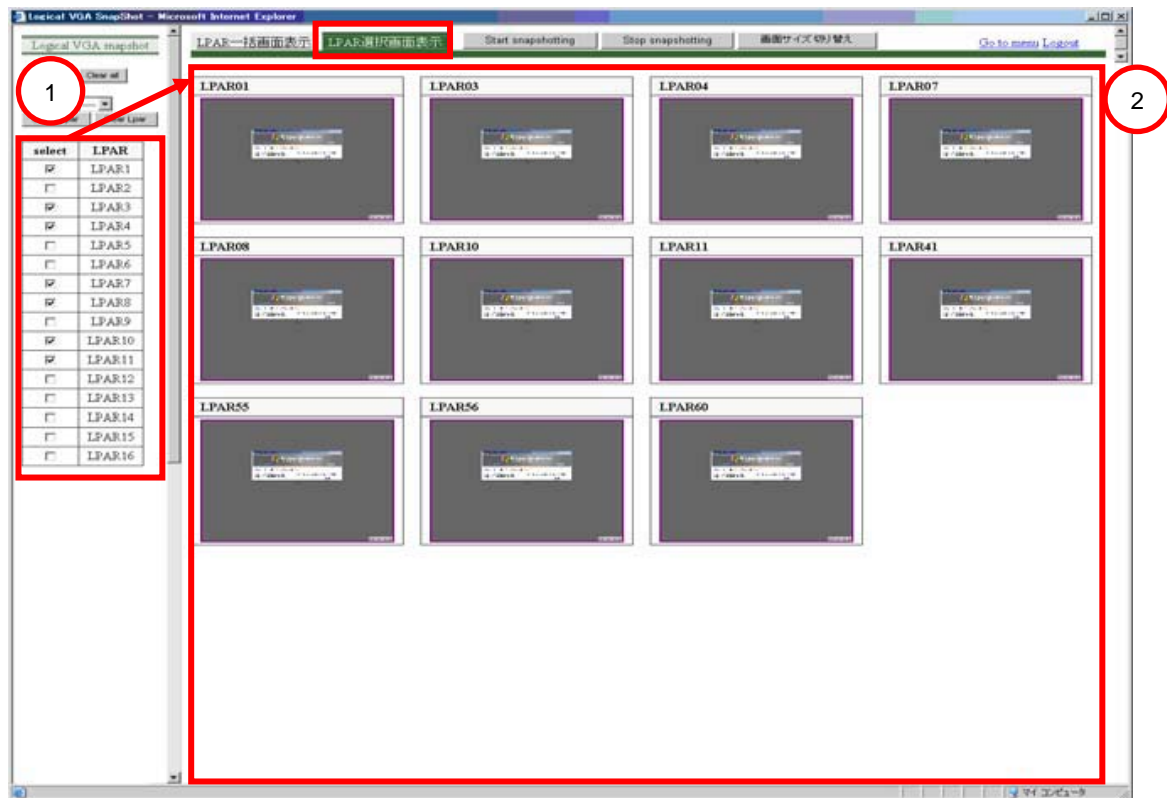 Logical VGA SnapShot - Microsoft Internet Explorer
Logical VGA snapshot
LPAR一括画面表示
LPAR選択画面表示
Start snapshotting
Stop snapshotting
画面サイズ切り替え
Go to menu Logout
Clear all
1
2
select LPAR
LPAR1
LPAR2
LPAR3
LPAR4
LPAR5
LPAR6
LPAR7
LPAR8
LPAR9
LPAR10
LPAR11
LPAR12
LPAR13
LPAR14
LPAR15
LPAR16
LPAR01
LPAR03
LPAR04
LPAR07
LPAR08
LPAR10
LPAR11
LPAR41
LPAR55
LPAR56
LPAR60
マイ コンピュータ